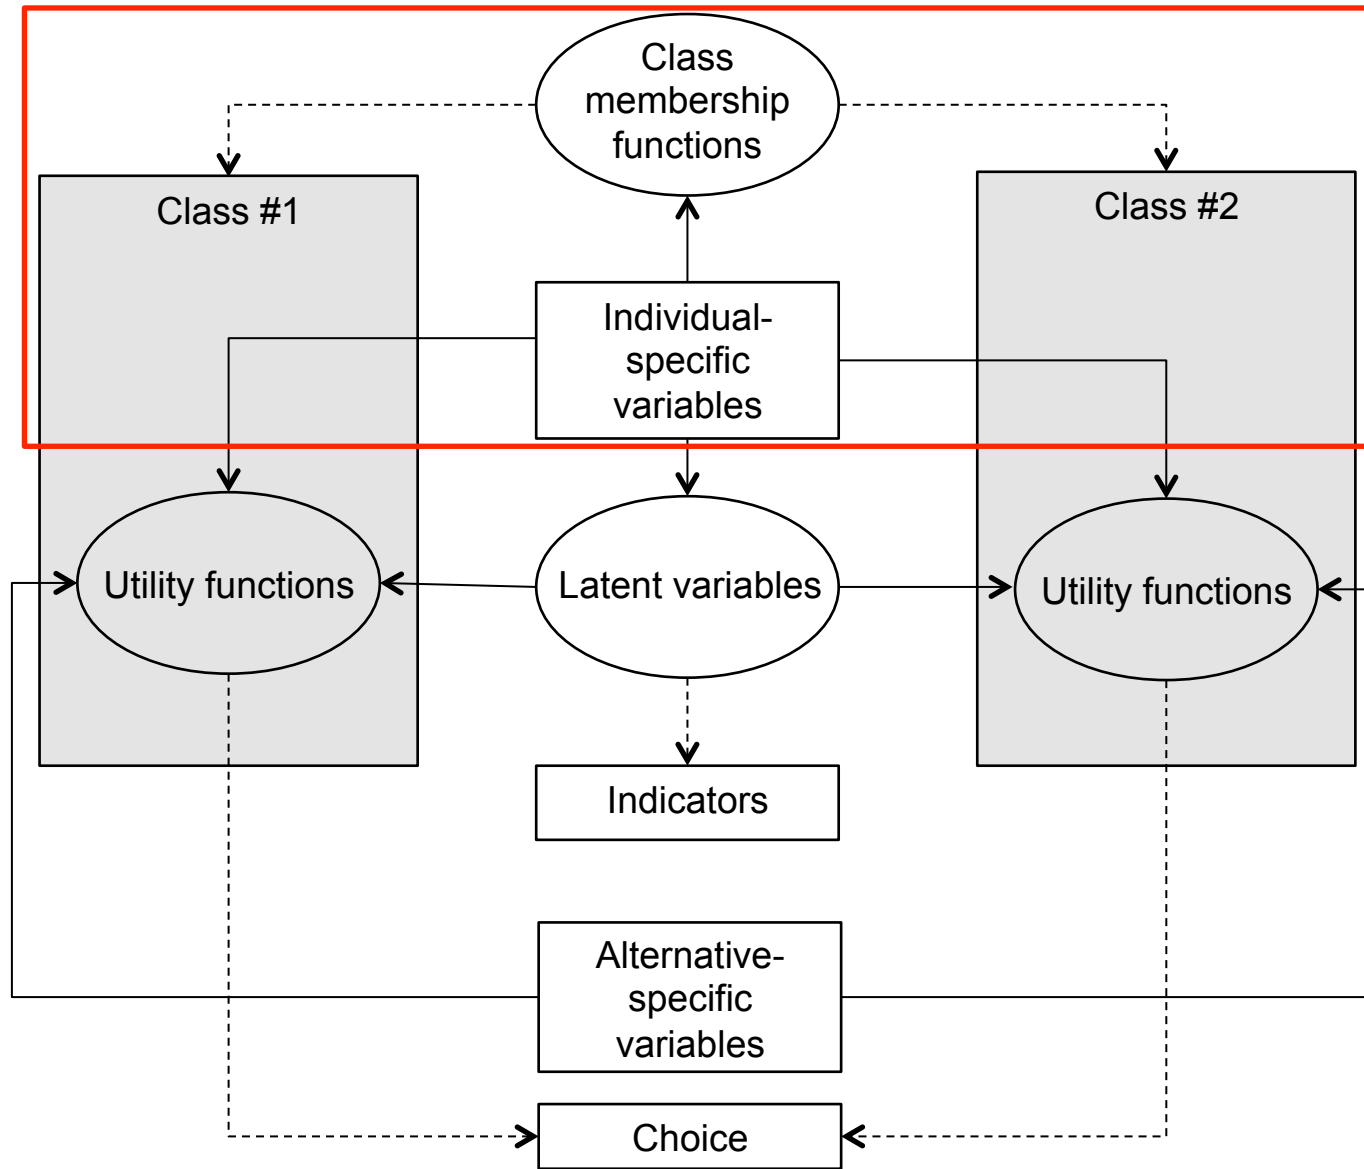 Class
membership
functions
Class #1
Class #2
Individual-
specific
variables
Utility functions
Latent variables
Utility functions
Indicators
Alternative-
specific
variables
Choice